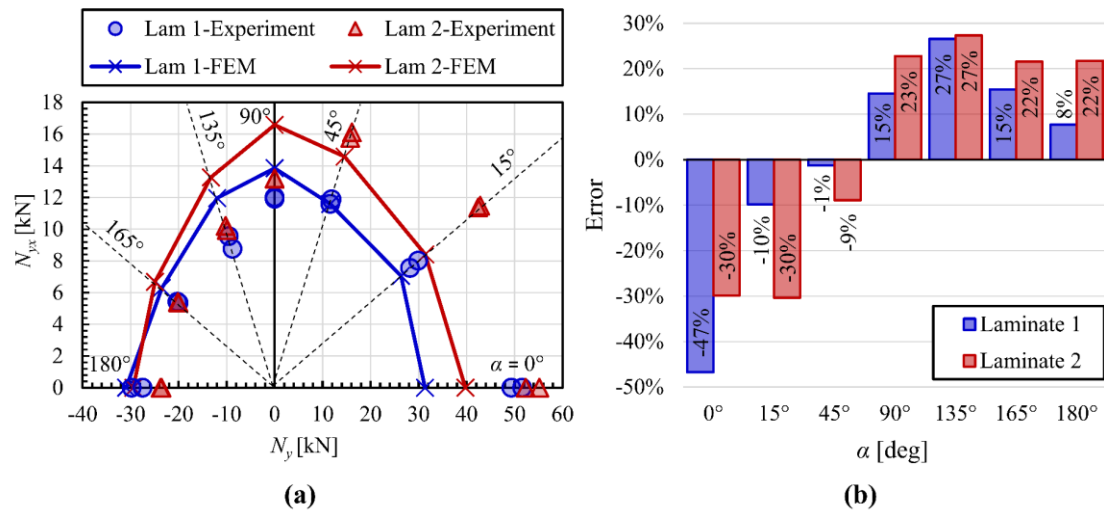 Lam 1-Experiment
Lam 2-Experiment
Lam 1-FEM
Lam 2-FEM
18
16
14
12
10
8
6
4
2
0
N_yx [kN]
135°
90°
45°
15°
165°
180°
α = 0°
-40 -30 -20 -10 0 10 20 30 40 50 60
N_y [kN]
(a)
30%
20%
10%
0%
-10%
-20%
-30%
-40%
-50%
Error
-47%
-30%
-10%
-30%
-1%
-9%
15%
23%
27%
27%
15%
22%
8%
22%
Laminate 1
Laminate 2
0° 15° 45° 90° 135° 165° 180°
α [deg]
(b)